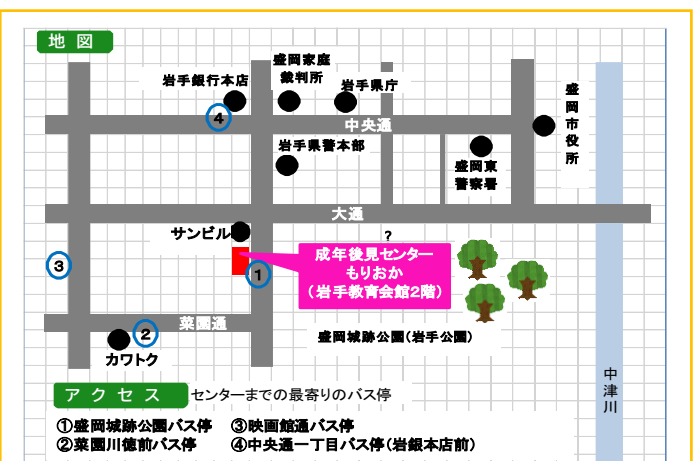 地 図
盛岡家庭
裁判所
岩手銀行本店
岩手県庁
盛岡市役所
④
中央通
岩手県警本部
盛岡東
警察署
大通
サンビル
?
成年後見センター
もりおか
（岩手教育会館２階）
③
①
菜園通
②
カワトク
盛岡城跡公園(岩手公園)
中津川
ア ク セ ス
センターまでの最寄りのバス停
①盛岡城跡公園バス停 ③映画館通バス停
②菜園川徳前バス停 ④中央通一丁目バス停(岩銀本店前)